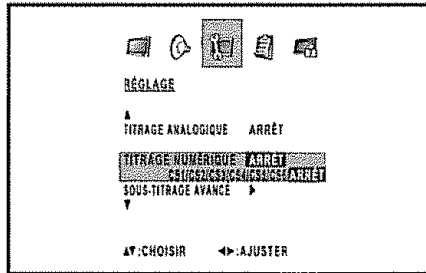 RÉGLAGE
▲
TITRAGE ANALOGIQUE ARRÊT
TITRAGE NUMÉRIQUE ARRÊT
CS1/CS2/CS3/CS4/CS5/CS6/ARRÊT
SOUS-TITRAGE AVANCÉ ▶
▼
▲▼:CHOISIR ◀▶:AJUSTER